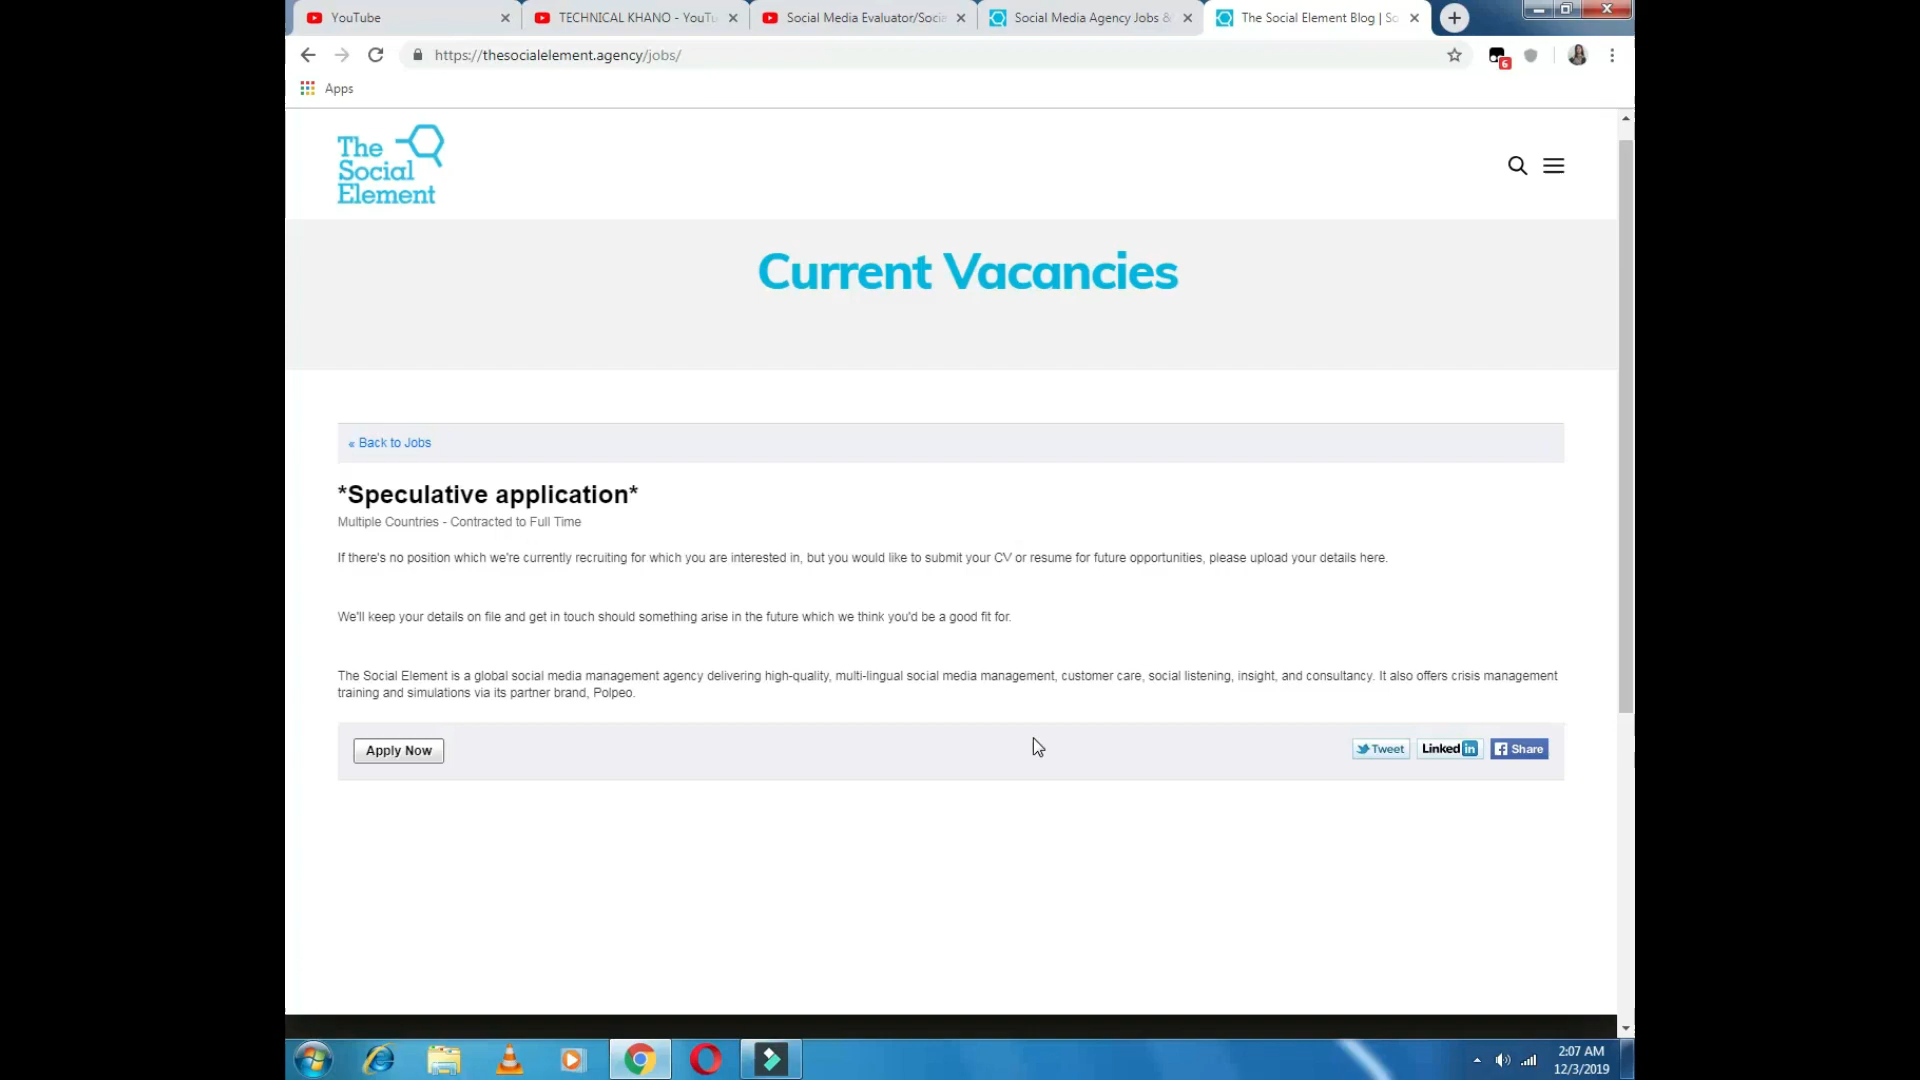 YouTube
TECHNICAL KHANO - YouTu
Social Media Evaluator/Socia
Social Media Agency Jobs &
The Social Element Blog | So
https://thesocialelement.agency/jobs/
6
Apps
The
Social
Element
Current Vacancies
« Back to Jobs
*Speculative application*
Multiple Countries - Contracted to Full Time
If there's no position which we're currently recruiting for which you are interested in, but you would like to submit your CV or resume for future opportunities, please upload your details here.
We'll keep your details on file and get in touch should something arise in the future which we think you'd be a good fit for.
The Social Element is a global social media management agency delivering high-quality, multi-lingual social media management, customer care, social listening, insight, and consultancy. It also offers crisis management
training and simulations via its partner brand, Polpeo.
Apply Now
Tweet
Linked in
Share
2:07 AM
12/3/2019